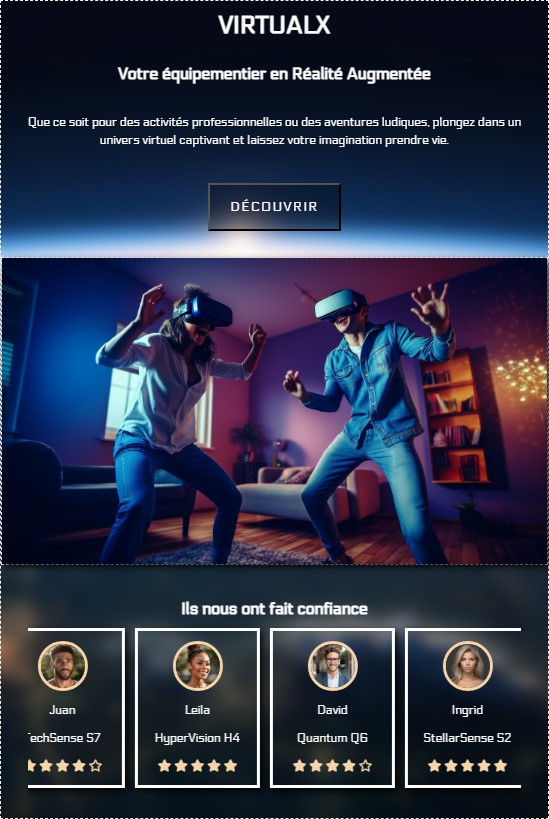 VIRTUALX
Votre équipementier en Réalité Augmentée
Que ce soit pour des activités professionnelles ou des aventures ludiques, plongez dans un
univers virtuel captivant et laissez votre imagination prendre vie.
DÉCOUVRIR
Ils nous ont fait confiance
Juan
Leila
David
Ingrid
echSense S7
HyperVision H4
Quantum Q6
StellarSense S2